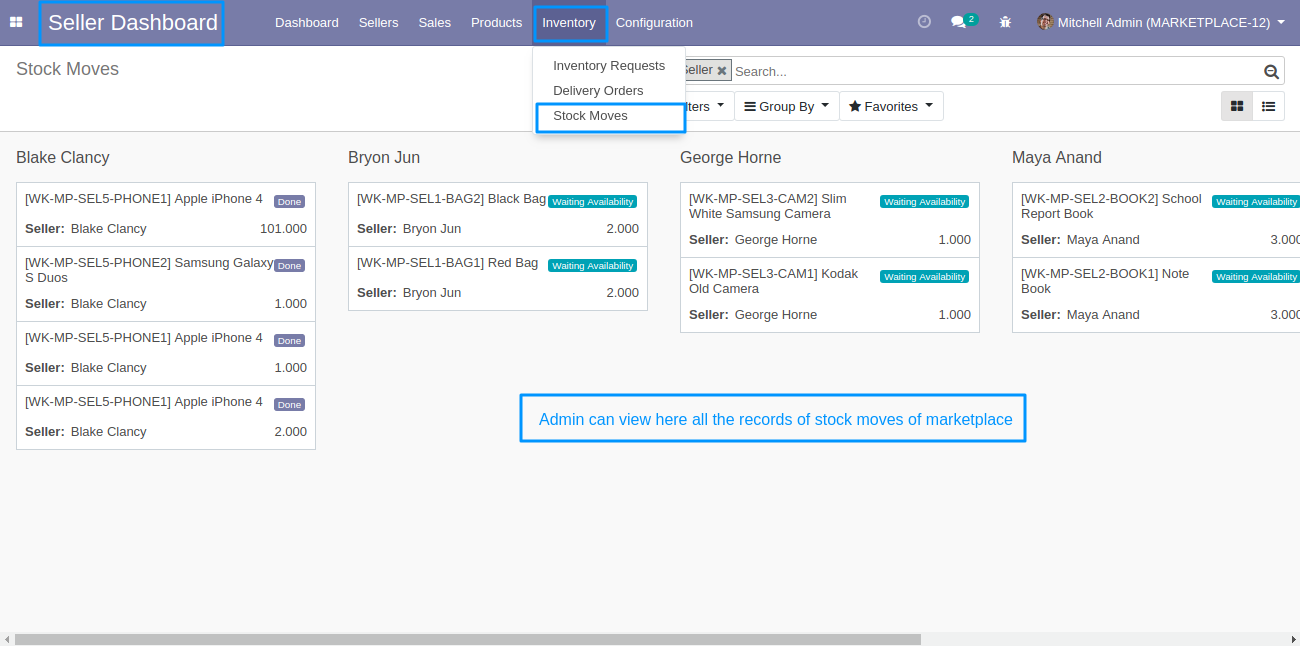 Seller Dashboard Dashboard Sellers Sales Products Inventory Configuration 2 Mitchell Admin (MARKETPLACE-12)
Stock Moves
Inventory Requests
Delivery Orders
Stock Moves
Seller Search...
Group By Favorites
Blake Clancy
[WK-MP-SEL5-PHONE1] Apple iPhone 4 Done
Seller: Blake Clancy 101.000
[WK-MP-SEL5-PHONE2] Samsung Galaxy Done
S Duos
Seller: Blake Clancy 1.000
[WK-MP-SEL5-PHONE1] Apple iPhone 4 Done
Seller: Blake Clancy 1.000
[WK-MP-SEL5-PHONE1] Apple iPhone 4 Done
Seller: Blake Clancy 2.000
Bryon Jun
[WK-MP-SEL1-BAG2] Black Bag Waiting Availability
Seller: Bryon Jun 2.000
[WK-MP-SEL1-BAG1] Red Bag Waiting Availability
Seller: Bryon Jun 2.000
George Horne
[WK-MP-SEL3-CAM2] Slim Waiting Availability
White Samsung Camera
Seller: George Horne 1.000
[WK-MP-SEL3-CAM1] Kodak Waiting Availability
Old Camera
Seller: George Horne 1.000
Maya Anand
[WK-MP-SEL2-BOOK2] School Waiting Availability
Report Book
Seller: Maya Anand 3.000
[WK-MP-SEL2-BOOK1] Note Waiting Availability
Book
Seller: Maya Anand 3.000
Admin can view here all the records of stock moves of marketplace